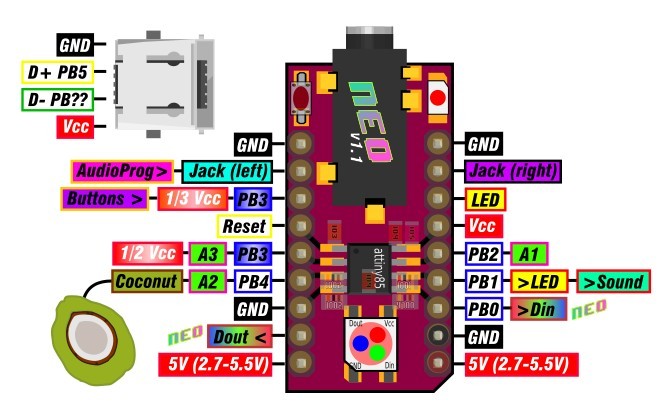 GND
D+ PB5
D- PB??
Vcc
NEO
v1.1
GND
AudioProg > Jack (left)
Buttons > 1/3 Vcc PB3
Reset
1/2 Vcc A3 PB3
Coconut A2 PB4
GND
NEO Dout <
5V (2.7-5.5V)
attiny85
Dout Vcc
GND Din
GND
Jack (right)
LED
Vcc
PB2 A1
PB1 >LED >Sound
PB0 >Din NEO
GND
5V (2.7-5.5V)